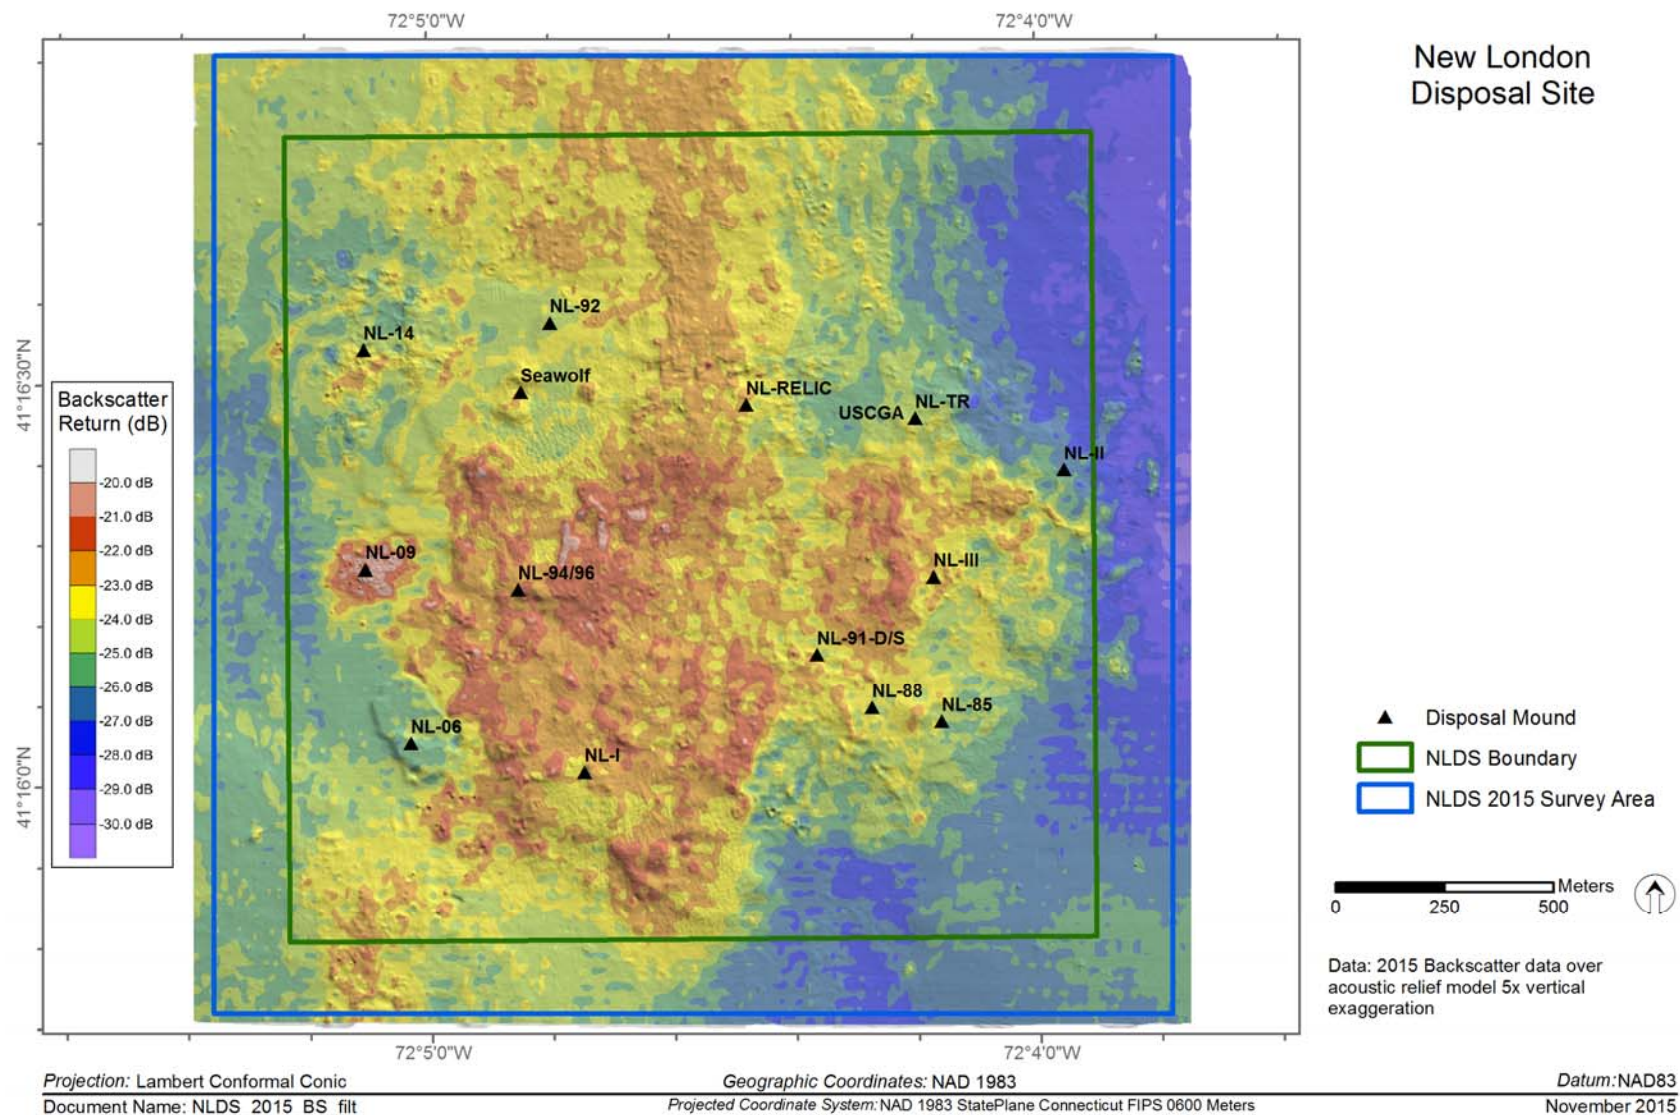 72°5'0"W
72°4'0"W
New London
Disposal Site
41°16'30"N
41°16'0"N
NL-92
NL-14
Seawolf
NL-RELIC
USCGA
NL-TR
NL-II
NL-09
NL-94/96
NL-III
NL-91-D/S
NL-88
NL-85
NL-06
NL-I
Backscatter
Return (dB)
-20.0 dB
-21.0 dB
-22.0 dB
-23.0 dB
-24.0 dB
-25.0 dB
-26.0 dB
-27.0 dB
-28.0 dB
-29.0 dB
-30.0 dB
Disposal Mound
NLDS Boundary
NLDS 2015 Survey Area
Meters
0 250 500
Data: 2015 Backscatter data over
acoustic relief model 5x vertical
exaggeration
72°5'0"W
72°4'0"W
Projection: Lambert Conformal Conic
Geographic Coordinates: NAD 1983
Datum:NAD83
Document Name: NLDS_2015_BS_filt
Projected Coordinate System: NAD 1983 StatePlane Connecticut FIPS 0600 Meters
November 2015